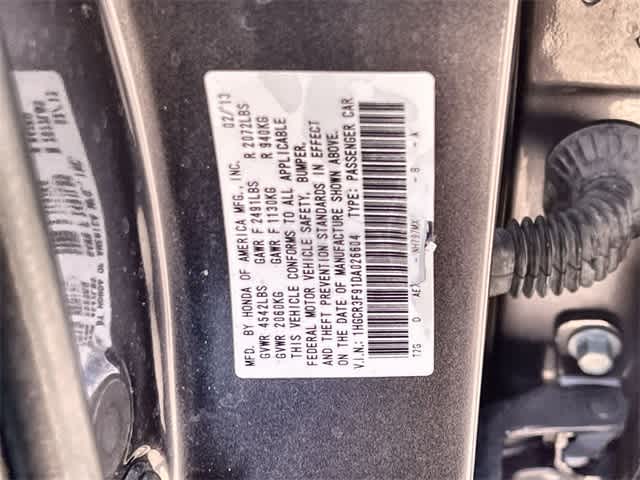 MFD. BY HONDA OF AMERICA MFG., INC. 02/13
GVWR 4542LBS GAWR F 2491LBS R 2072LBS
GVWR 2060KG GAWR F 1130KG R 940KG
THIS VEHICLE CONFORMS TO ALL APPLICABLE
FEDERAL MOTOR VEHICLE SAFETY, BUMPER,
AND THEFT PREVENTION STANDARDS IN EFFECT
ON THE DATE OF MANUFACTURE SHOWN ABOVE.
V.I.N.: 1HGCR3F91DA026604 TYPE: PASSENGER CAR
T2G D - B - A